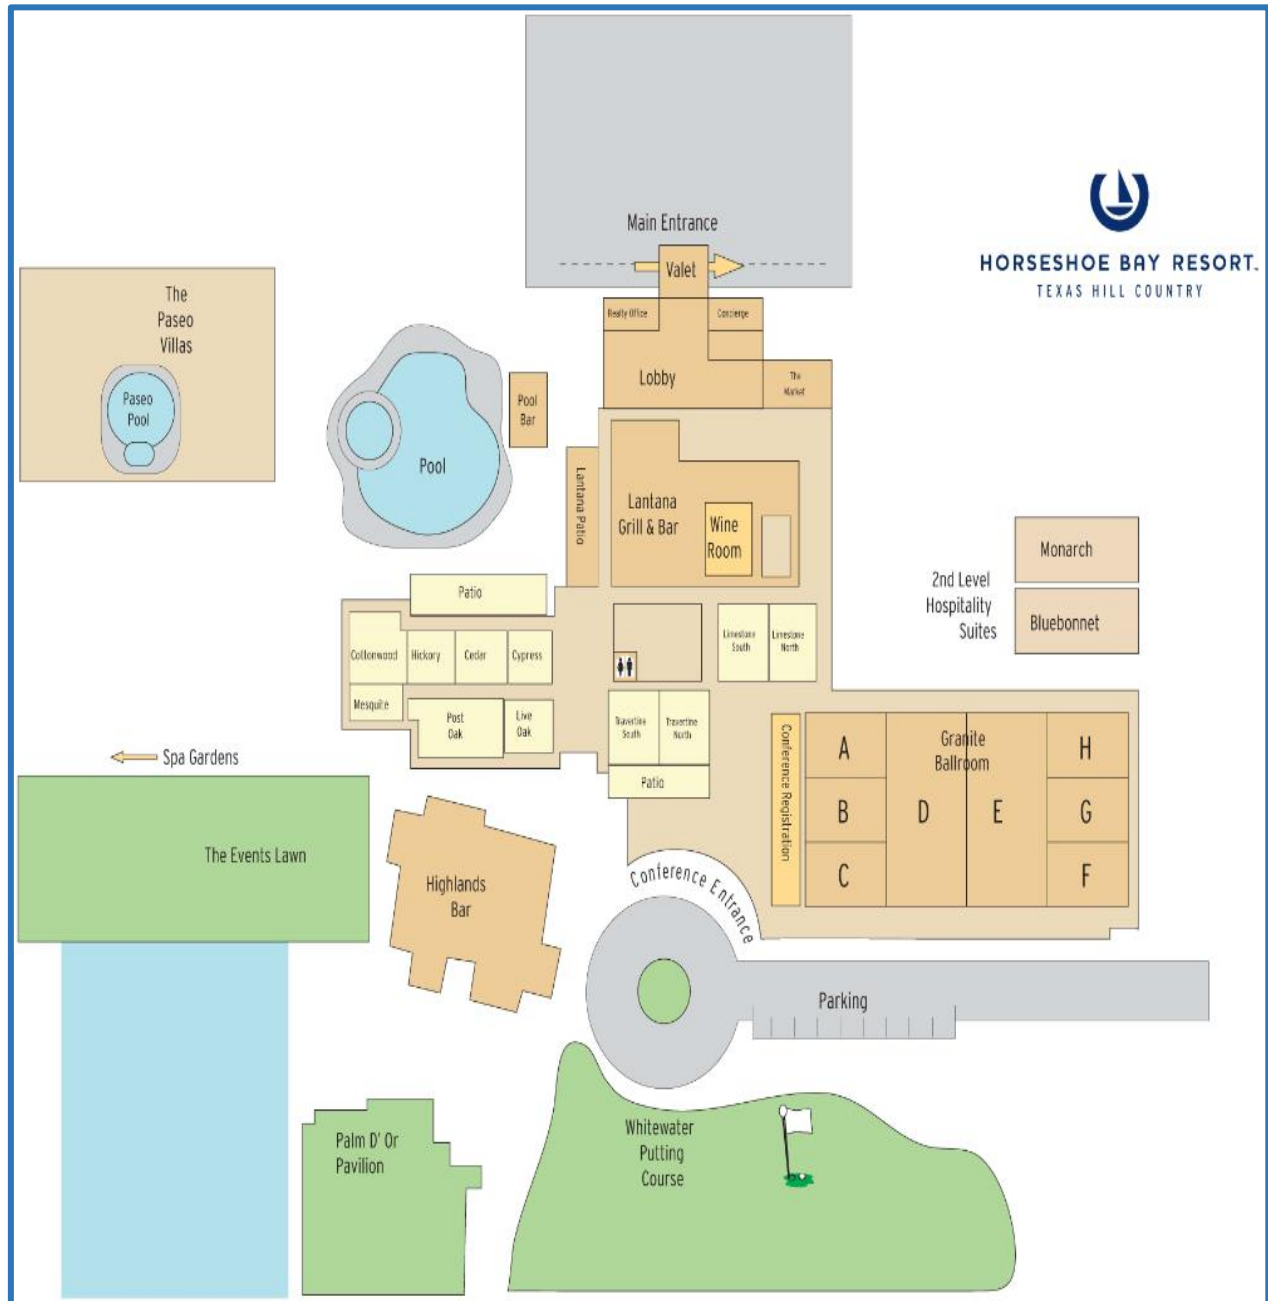 Main Entrance
Valet
HORSESHOE BAY RESORT.
TEXAS HILL COUNTRY
The
Paseo
Villas
Paseo
Pool
Realty Office
Concierge
Lobby
The
Market
Pool
Bar
Pool
Lantana Patio
Lantana
Grill & Bar
Wine
Room
2nd Level
Hospitality
Suites
Monarch
Bluebonnet
Patio
Cottonwood
Hickory
Cedar
Cypress
Mesquite
Post
Oak
Live
Oak
Limestone
South
Limestone
North
Travertine
South
Travertine
North
Patio
Conference Registration
Granite
Ballroom
A
B
C
D
E
H
G
F
Spa Gardens
The Events Lawn
Highlands
Bar
Conference Entrance
Parking
Palm D' Or
Pavilion
Whitewater
Putting
Course